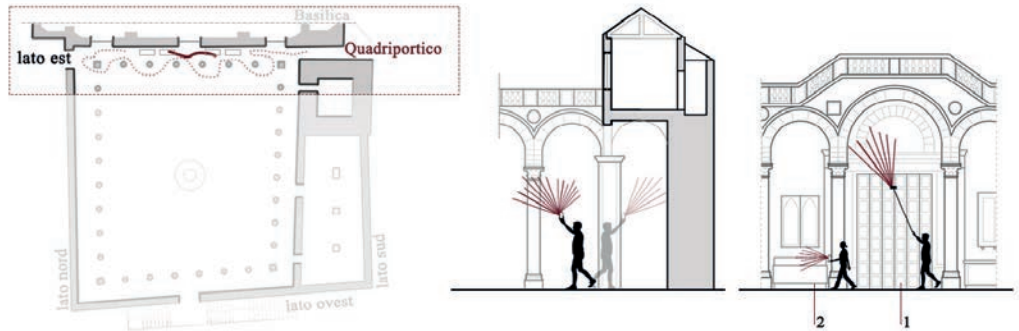 Basilica
Quadriportico
lato est
lato nord
lato sud
lato ovest
2
1